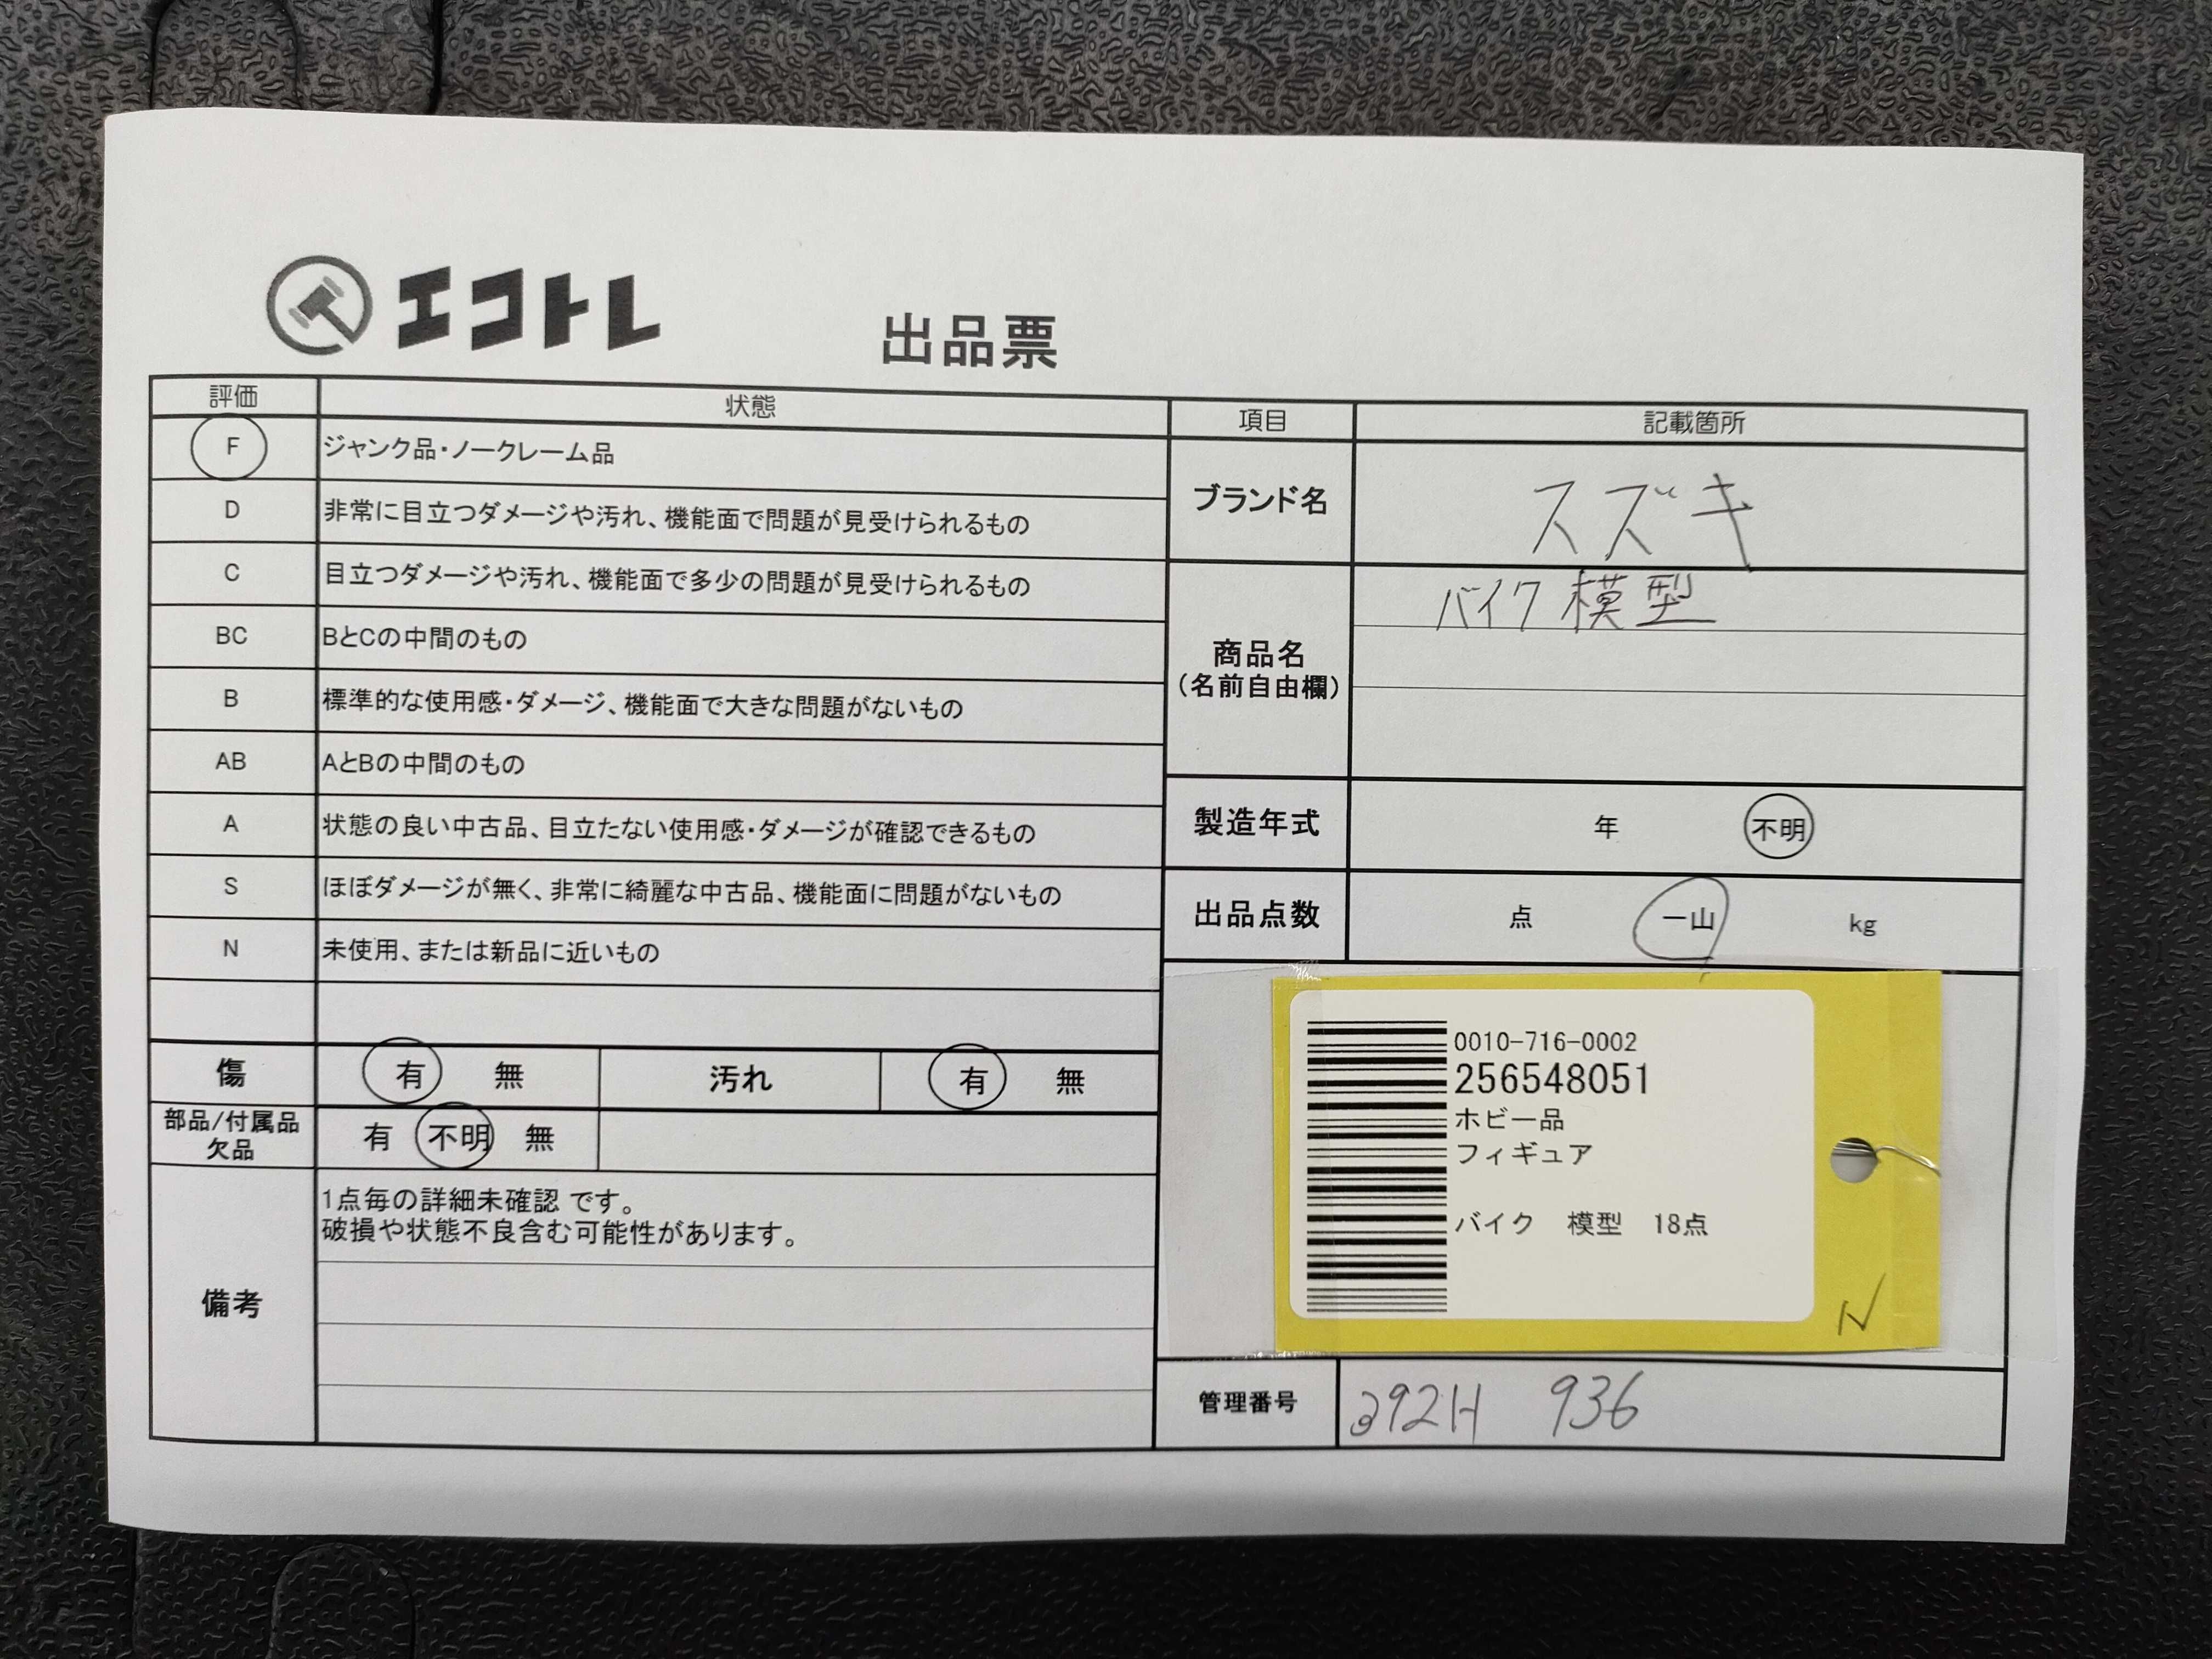 エコトレ
出品票
評価 状態
F ジャンク品・ノークレーム品
D 非常に目立つダメージや汚れ、機能面で問題が見受けられるもの
C 目立つダメージや汚れ、機能面で多少の問題が見受けられるもの
BC BとCの中間のもの
B 標準的な使用感・ダメージ、機能面で大きな問題がないもの
AB AとBの中間のもの
A 状態の良い中古品、目立たない使用感・ダメージが確認できるもの
S ほぼダメージが無く、非常に綺麗な中古品、機能面に問題がないもの
N 未使用、または新品に近いもの
傷 有 無 汚れ 有 無
部品/付属品
欠品
有 不明 無
備考
1点毎の詳細未確認 です。
破損や状態不良含む可能性があります。
項目 記載箇所
ブランド名 スズキ
商品名
(名前自由欄)
バイク模型
製造年式 年 不明
出品点数 点 一山 kg
0010-716-0002
256548051
ホビー品
フィギュア
バイク 模型 18点
N
管理番号 392H 936